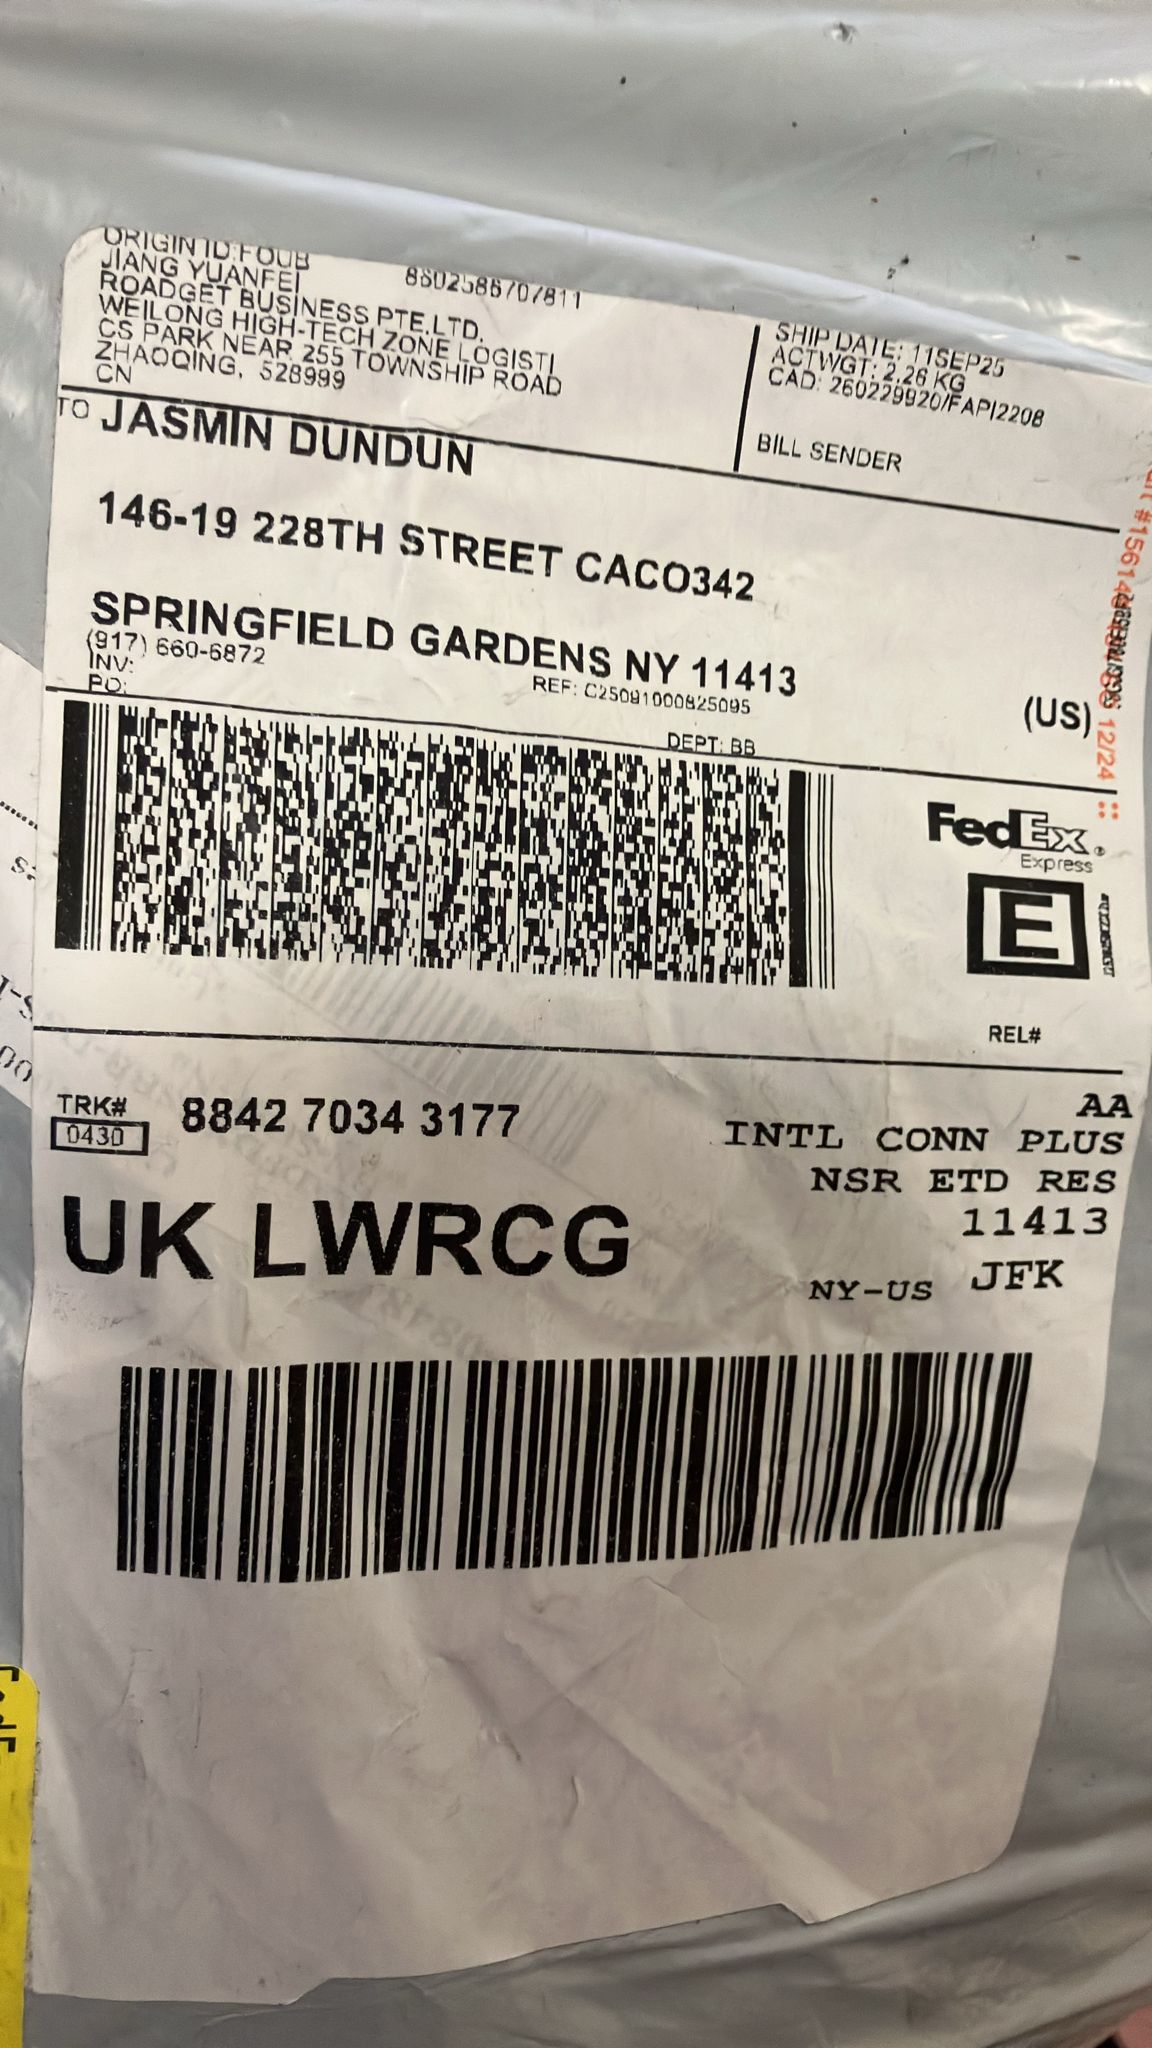 ORIGIN ID:FOUB
JIANG YUANFEI
ROADGET BUSINESS PTE.LTD.
WEILONG HIGH-TECH ZONE LOGISTI
CS PARK NEAR 255 TOWNSHIP ROAD
ZHAOQING, 528999
CN
SHIP DATE: 11SEP25
ACTWGT: 2.26 KG
CAD: 260229920/FAPI2208
BILL SENDER
TO JASMIN DUNDUN
146-19 228TH STREET CACO342
SPRINGFIELD GARDENS NY 11413
(917) 660-6872
INV:
PO:
REF: C25091000825095
DEPT: BB
(US)
12/24
FedEx
Express
E
REL#
TRK#
0430
8842 7034 3177
AA
INTL CONN PLUS
NSR ETD RES
11413
UK LWRCG
NY-US JFK